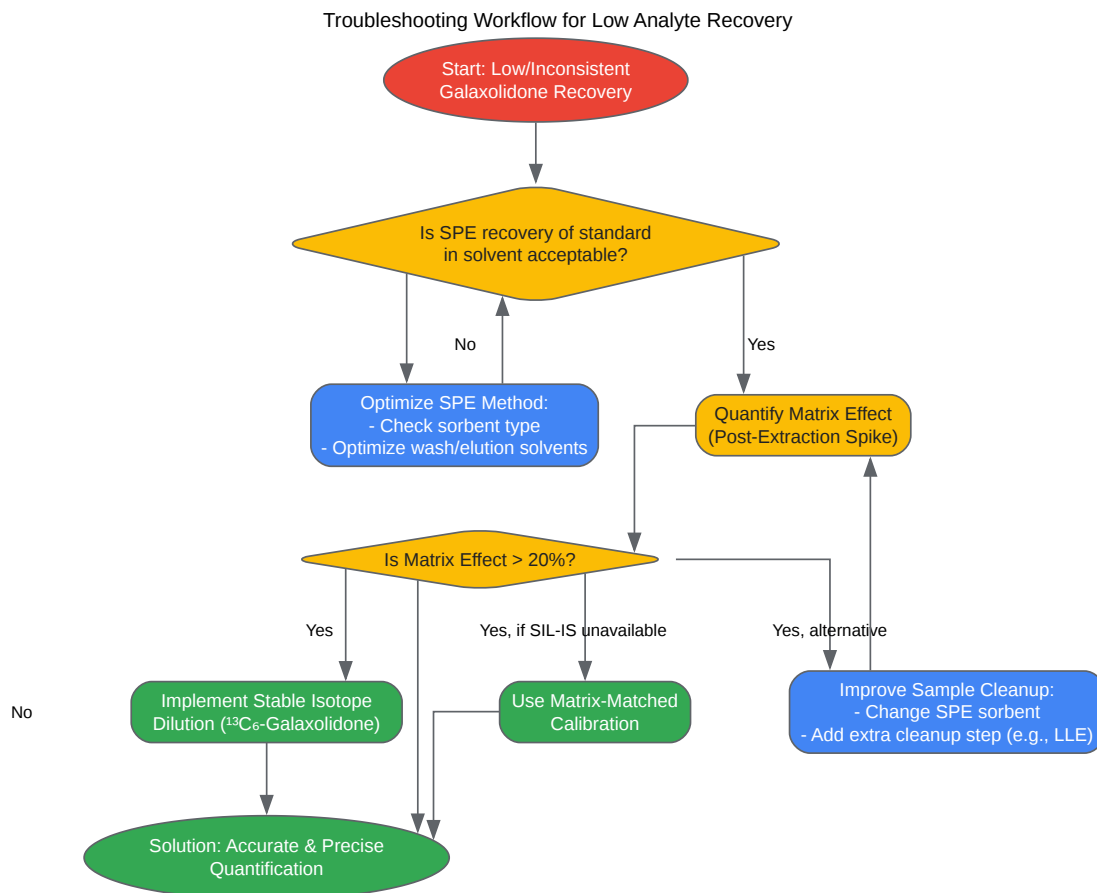 Troubleshooting Workflow for Low Analyte Recovery
Start: Low/Inconsistent
Galaxolidone Recovery
Is SPE recovery of standard
in solvent acceptable?
No
Yes
Optimize SPE Method:
- Check sorbent type
- Optimize wash/elution solvents
Quantify Matrix Effect
(Post-Extraction Spike)
Is Matrix Effect > 20%?
Yes
Yes, if SIL-IS unavailable
Yes, alternative
No
Implement Stable Isotope
Dilution (¹³C₆-Galaxolidone)
Use Matrix-Matched
Calibration
Improve Sample Cleanup:
- Change SPE sorbent
- Add extra cleanup step (e.g., LLE)
Solution: Accurate & Precise
Quantification